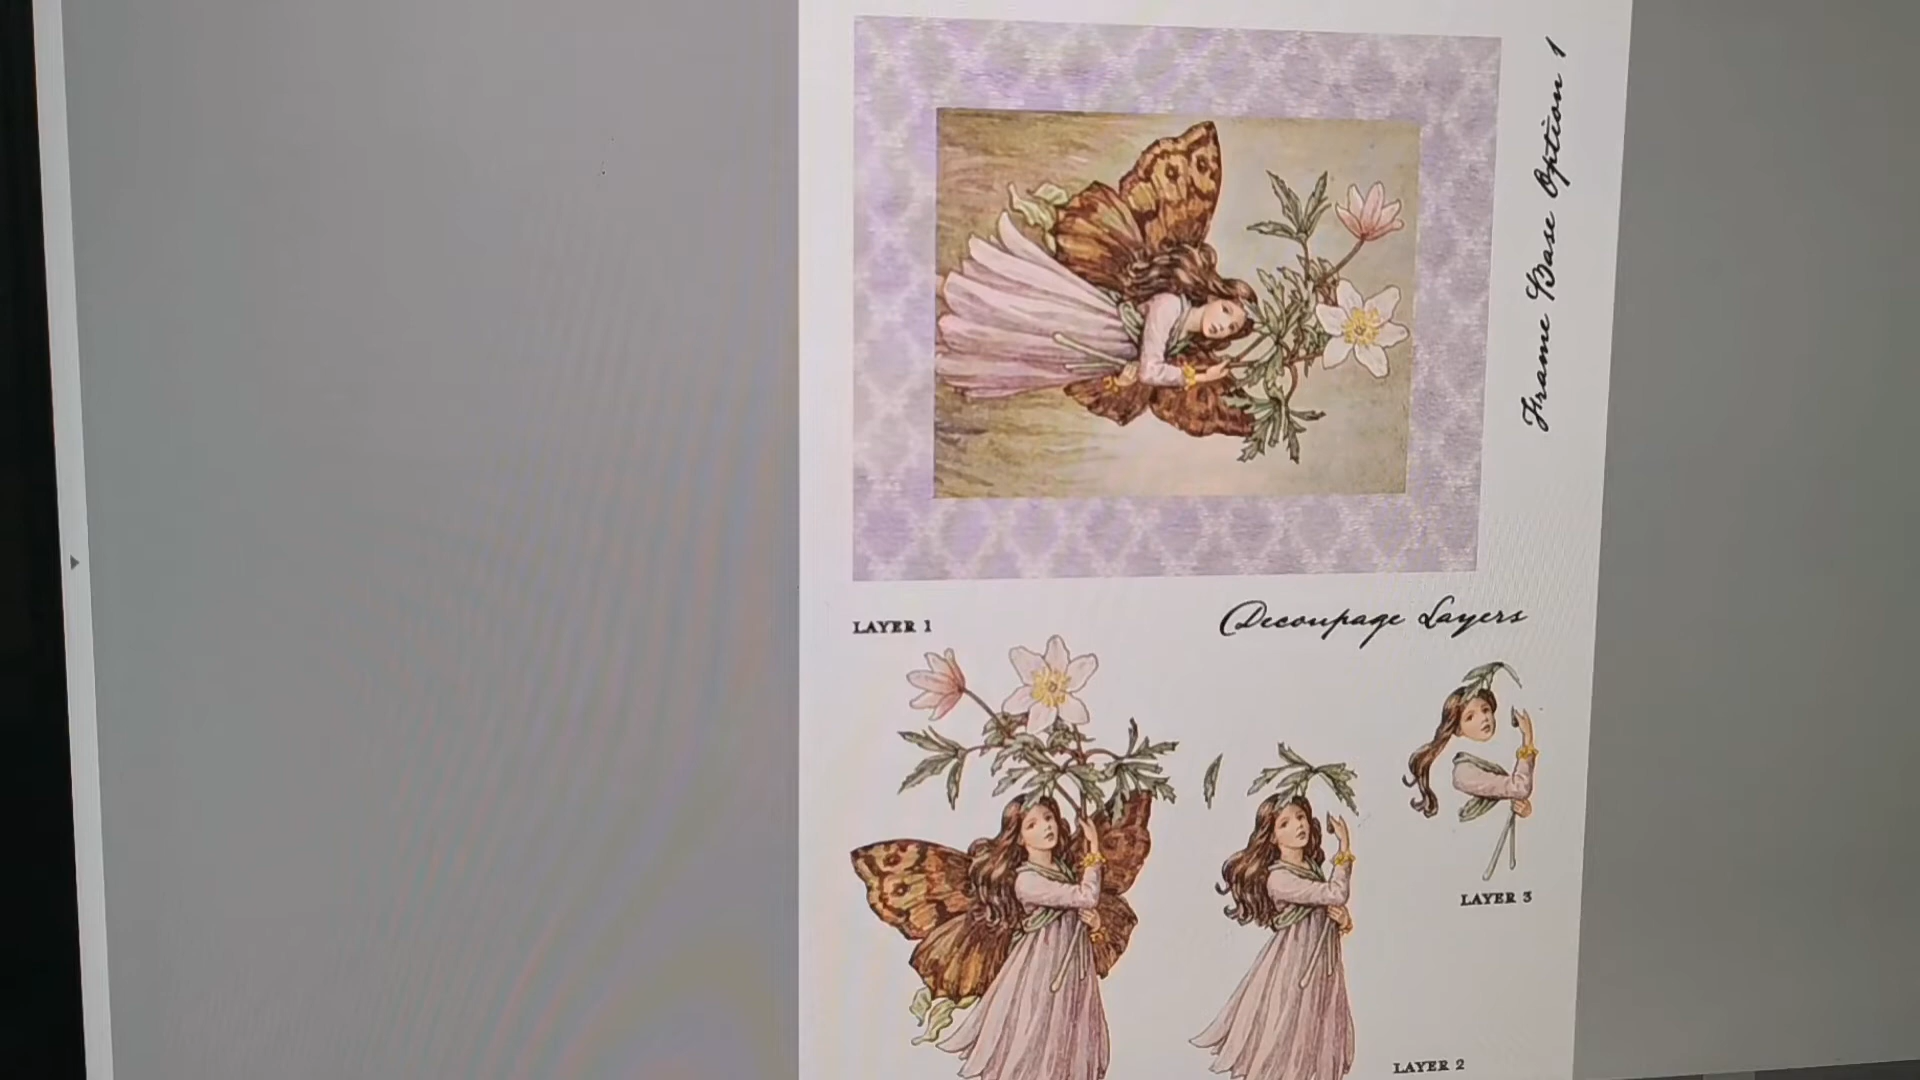 Frame Base Option 1
Decoupage Layers
LAYER 1
LAYER 3
LAYER 2